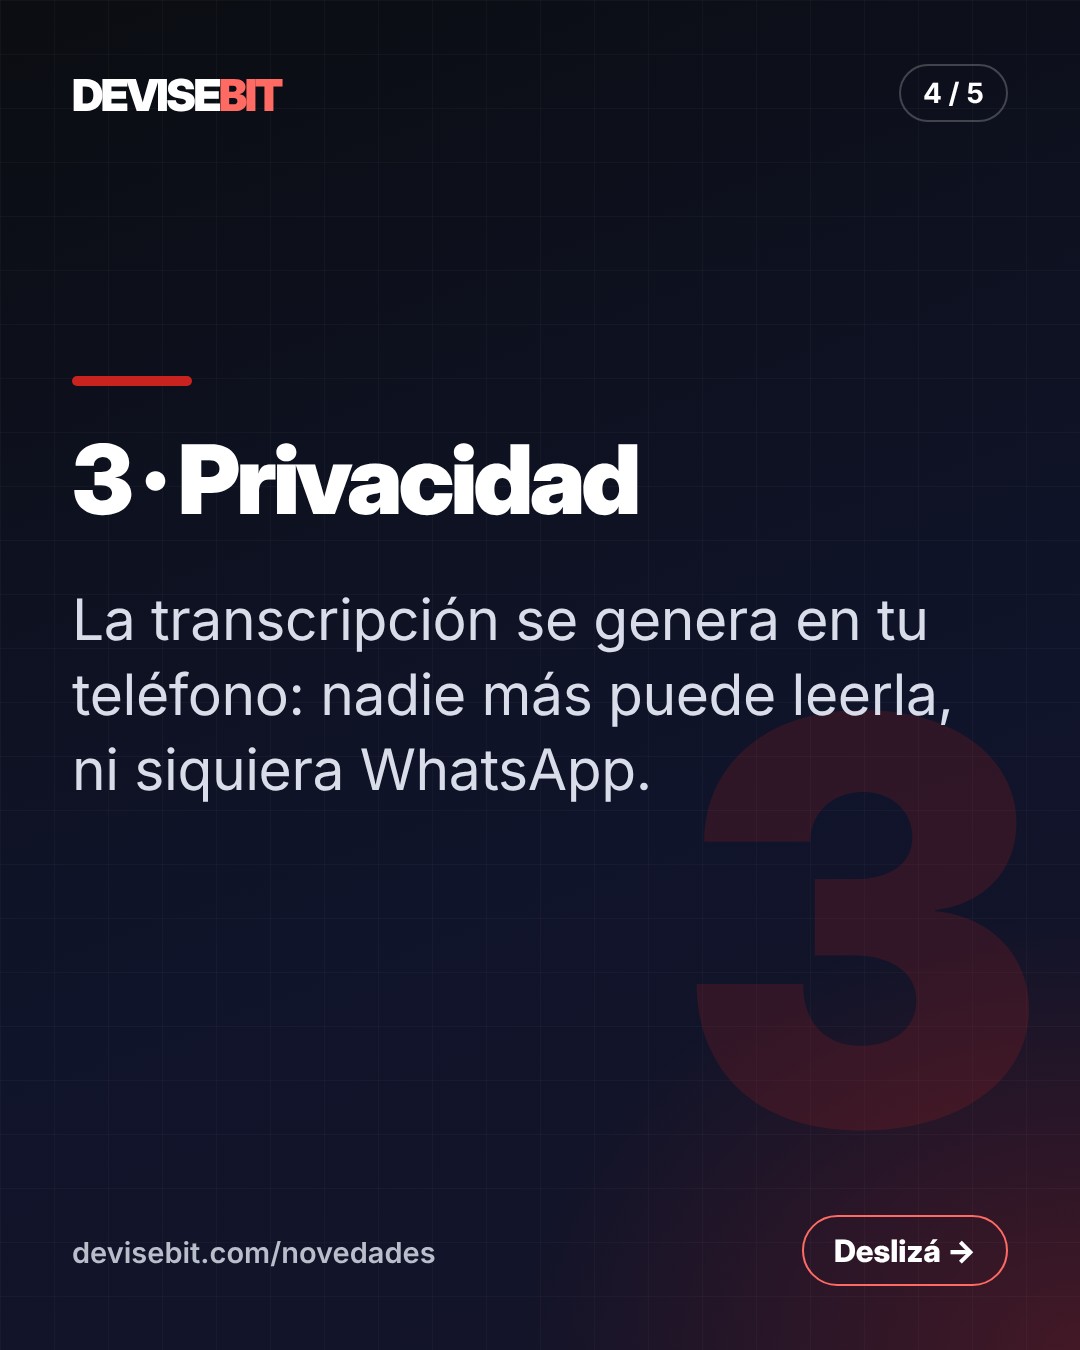 DEVISEBIT
4 / 5
3 · Privacidad
La transcripción se genera en tu
teléfono: nadie más puede leerla,
ni siquiera WhatsApp.
3
devisebit.com/novedades
Deslizá →